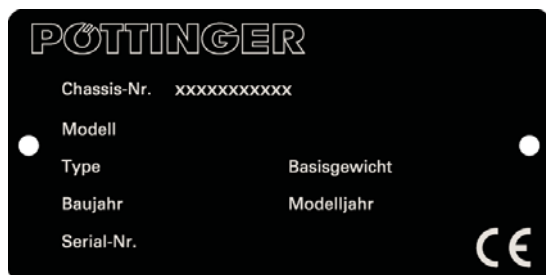 PÖTTINGER
Chassis-Nr. xxxxxxxxxxx
Modell
Type Basisgewicht
Baujahr Modelljahr
Serial-Nr.
CE